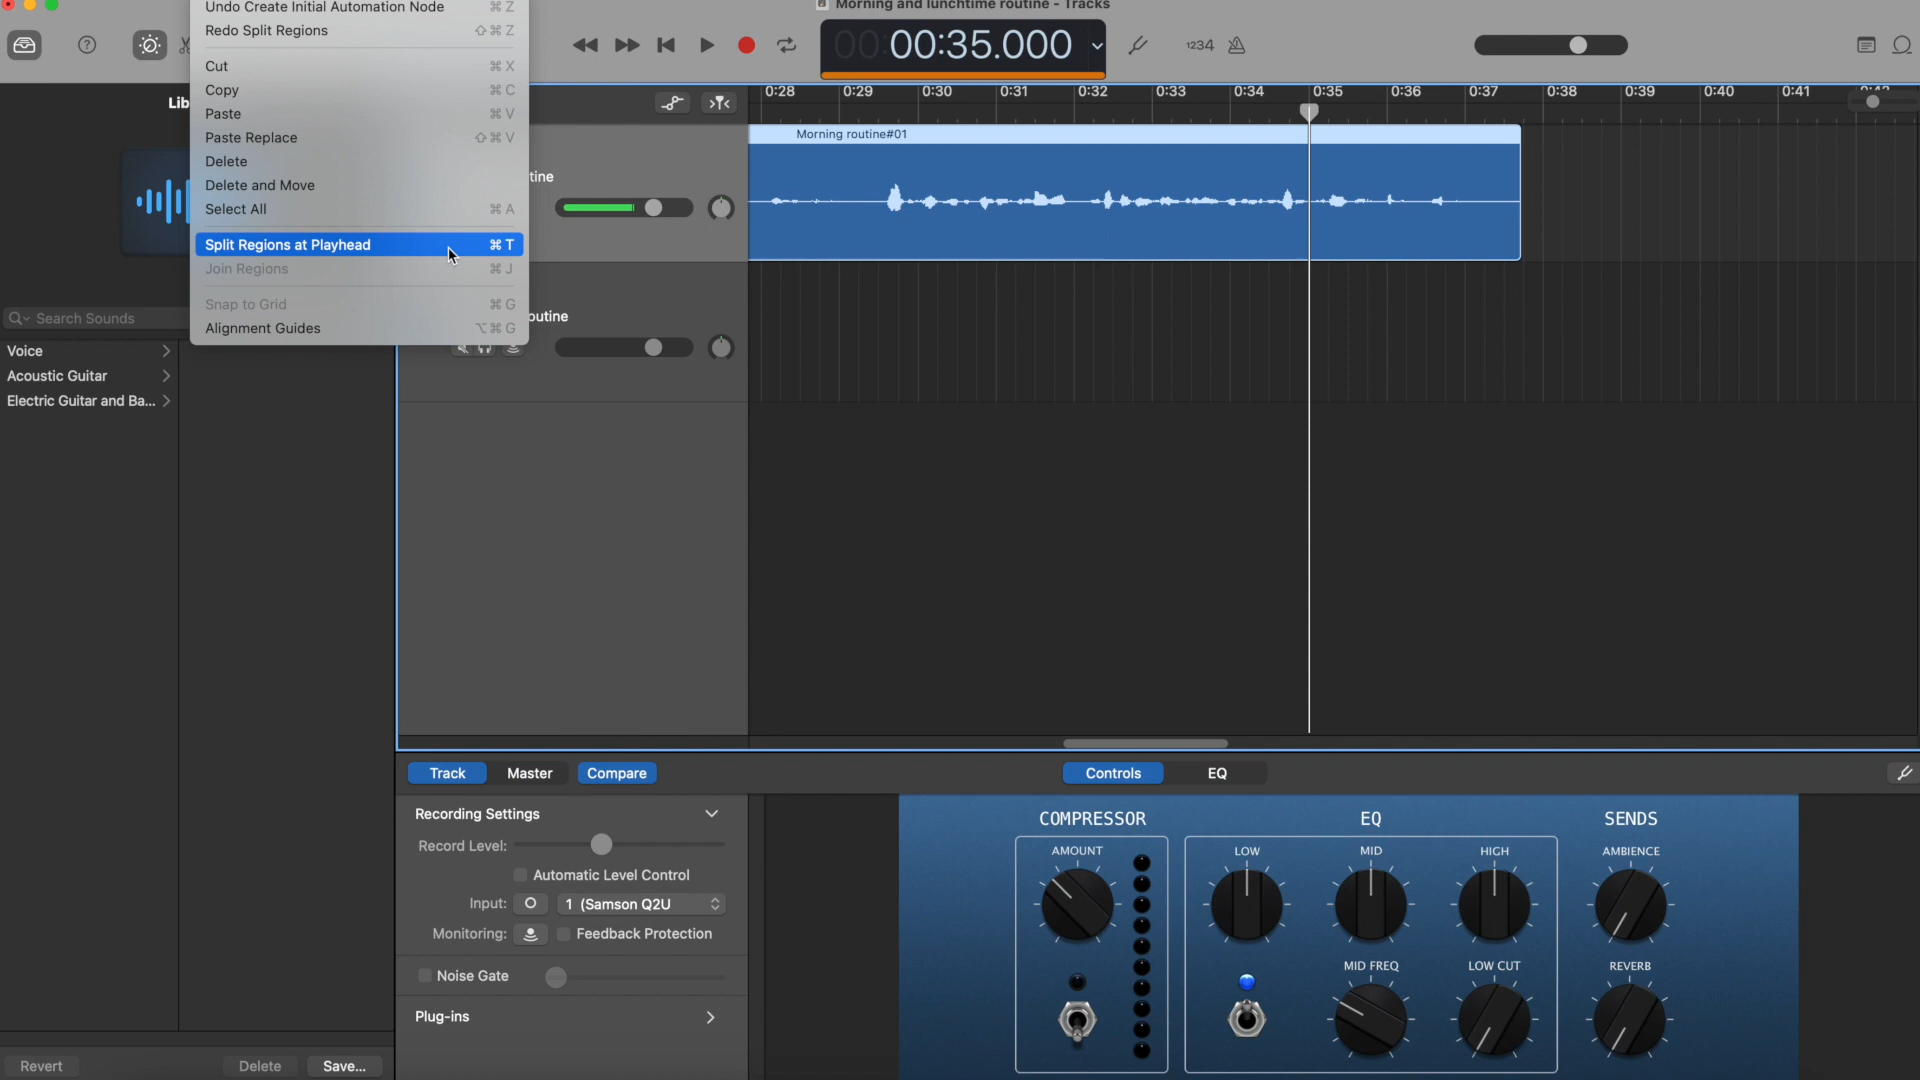 Morning and lunchtime routine - Tracks
Undo Create Initial Automation Node ⌘ Z
Redo Split Regions ⇧ ⌘ Z
Cut ⌘ X
Copy ⌘ C
Paste ⌘ V
Paste Replace ⇧ ⌘ V
Delete
Delete and Move
Select All ⌘ A
Split Regions at Playhead ⌘ T
Join Regions ⌘ J
Snap to Grid ⌘ G
Alignment Guides ⌥ ⌘ G
00:00:35.000
1234
Lib
0:28 0:29 0:30 0:31 0:32 0:33 0:34 0:35 0:36 0:37 0:38 0:39 0:40 0:41
Morning routine#01
tine
outine
Search Sounds
Voice
Acoustic Guitar
Electric Guitar and Ba...
Track Master Compare
Controls EQ
Recording Settings
Record Level:
Automatic Level Control
Input: 1 (Samson Q2U
Monitoring: Feedback Protection
Noise Gate
Plug-ins
COMPRESSOR
AMOUNT
EQ
LOW MID HIGH
MID FREQ LOW CUT
SENDS
AMBIENCE
REVERB
Revert Delete Save...